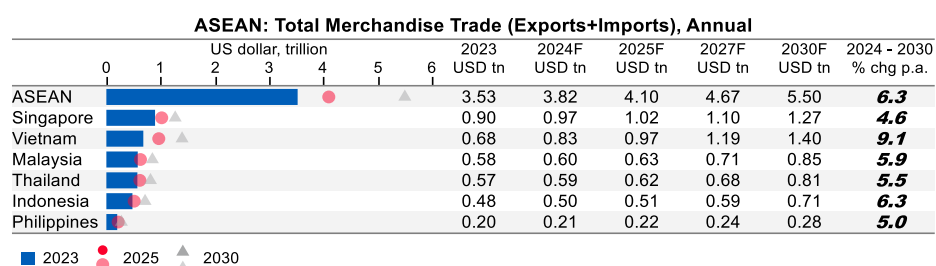 ASEAN: Total Merchandise Trade (Exports+Imports), Annual
US dollar, trillion 2023 2024F 2025F 2027F 2030F 2024 - 2030
USD tn USD tn USD tn USD tn USD tn % chg p.a.
0 1 2 3 4 5 6
ASEAN 3.53 3.82 4.10 4.67 5.50 6.3
Singapore 0.90 0.97 1.02 1.10 1.27 4.6
Vietnam 0.68 0.83 0.97 1.19 1.40 9.1
Malaysia 0.58 0.60 0.63 0.71 0.85 5.9
Thailand 0.57 0.59 0.62 0.68 0.81 5.5
Indonesia 0.48 0.50 0.51 0.59 0.71 6.3
Philippines 0.20 0.21 0.22 0.24 0.28 5.0
2023 2025 2030